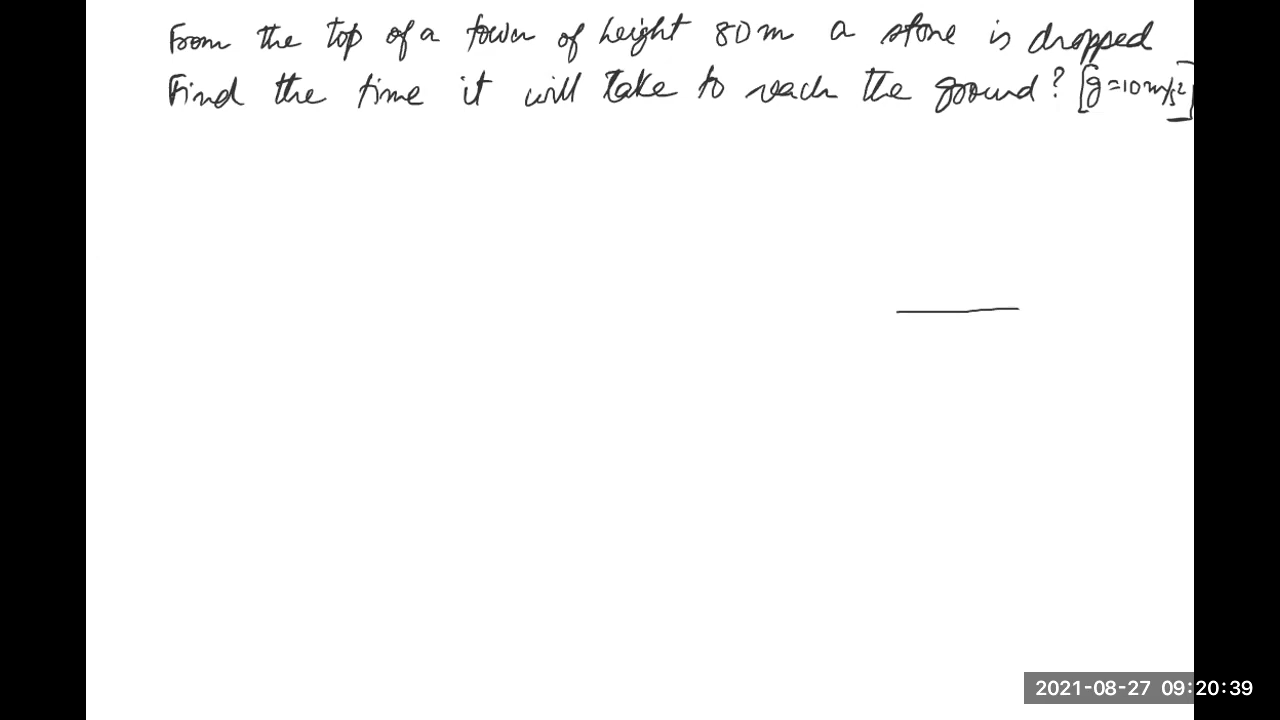 From the top of a tower of height 80m a stone is dropped
Find the time it will take to reach the ground? [g=10m/s²]
2021-08-27 09:20:39